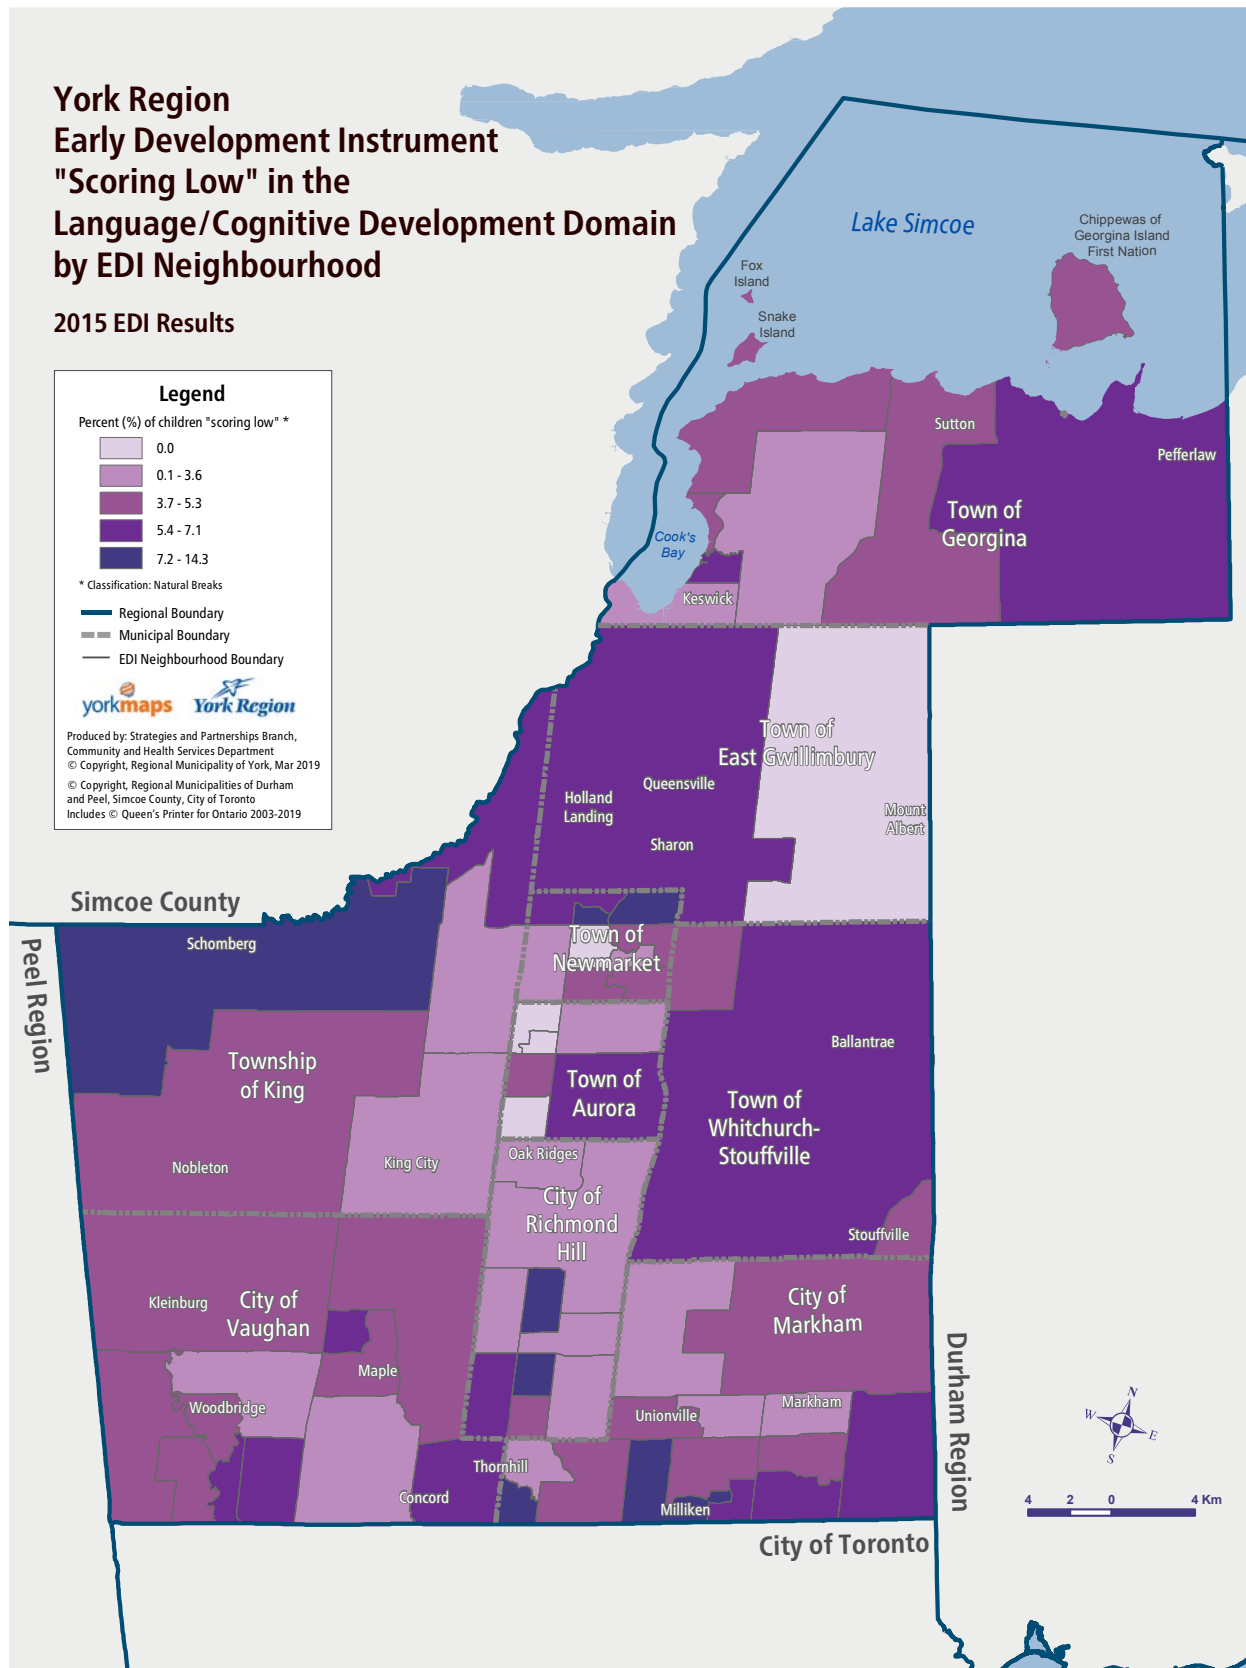 York Region
Early Development Instrument
"Scoring Low" in the
Language/Cognitive Development Domain
by EDI Neighbourhood
2015 EDI Results
Legend
Percent (%) of children "scoring low" *
0.0
0.1 - 3.6
3.7 - 5.3
5.4 - 7.1
7.2 - 14.3
* Classification: Natural Breaks
Regional Boundary
Municipal Boundary
EDI Neighbourhood Boundary
yorkmaps
York Region
Produced by: Strategies and Partnerships Branch,
Community and Health Services Department
© Copyright, Regional Municipality of York, Mar 2019
© Copyright, Regional Municipalities of Durham
and Peel, Simcoe County, City of Toronto
Includes © Queen's Printer for Ontario 2003-2019
Lake Simcoe
Chippewas of
Georgina Island
First Nation
Fox
Island
Snake
Island
Sutton
Pefferlaw
Town of
Georgina
Cook's
Bay
Keswick
Town of
East Gwillimbury
Queensville
Holland
Landing
Mount
Albert
Sharon
Simcoe County
Peel Region
Schomberg
Town of
Newmarket
Ballantrae
Township
of King
Town of
Aurora
Town of
Whitchurch-
Stouffville
Nobleton
King City
Oak Ridges
City of
Richmond
Hill
Stouffville
Kleinburg
City of
Vaughan
City of
Markham
Maple
Woodbridge
Unionville
Markham
Thornhill
Concord
Milliken
Durham Region
City of Toronto
N
W
E
S
4 2 0 4 Km